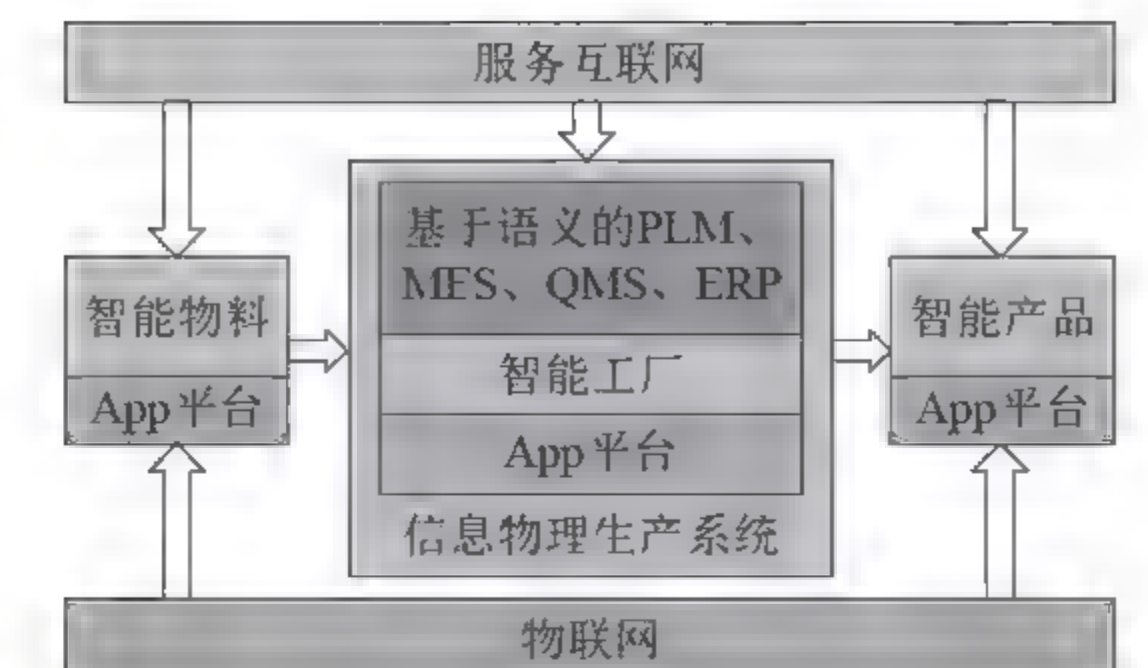 服务互联网
基于语义的PLM、
MES、QMS、ERP
智能物料
智能产品
智能工厂
App平台
App平台
App平台
信息物理生产系统
物联网